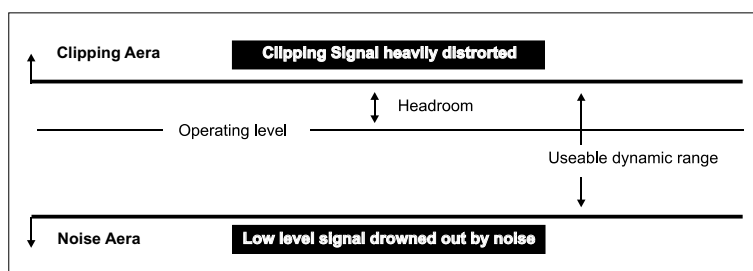 Clipping Aera
Clipping Signal heavily distrorted
Headroom
Operating level
Useable dynamic range
Noise Aera
Low level signal drowned out by noise